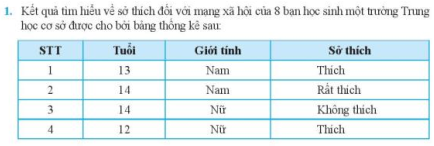 1. Kết quả tìm hiểu về sở thích đối với mạng xã hội của 8 bạn học sinh một trường Trung
học cơ sở được cho bởi bảng thống kê sau:
STT Tuổi Giới tính Sở thích
1 13 Nam Thích
2 14 Nam Rất thích
3 14 Nữ Không thích
4 12 Nữ Thích